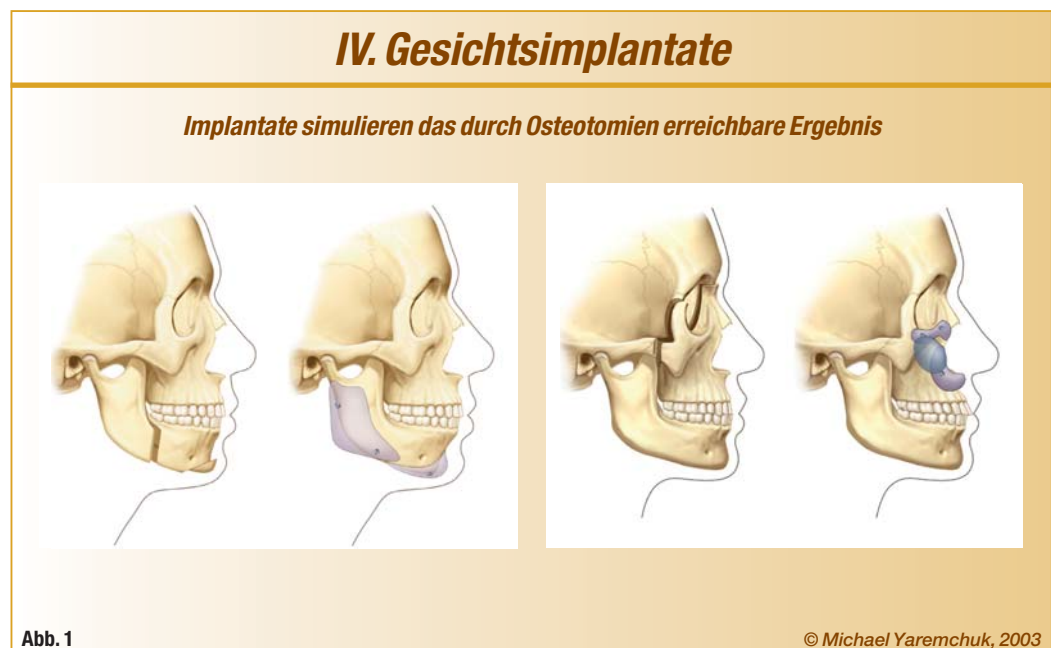 IV. Gesichtsimplantate
Implantate simulieren das durch Osteotomien erreichbare Ergebnis
Abb. 1
© Michael Yaremchuk, 2003